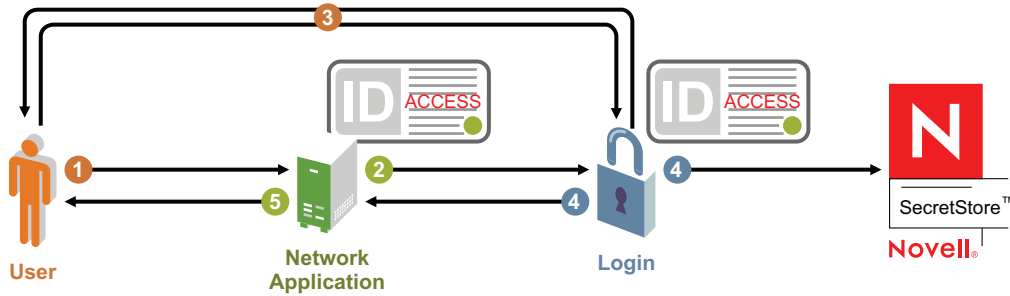 3
ID ACCESS
ID ACCESS
N
1
2
4
5
4
SecretStore™
Novell®
User
Network
Application
Login